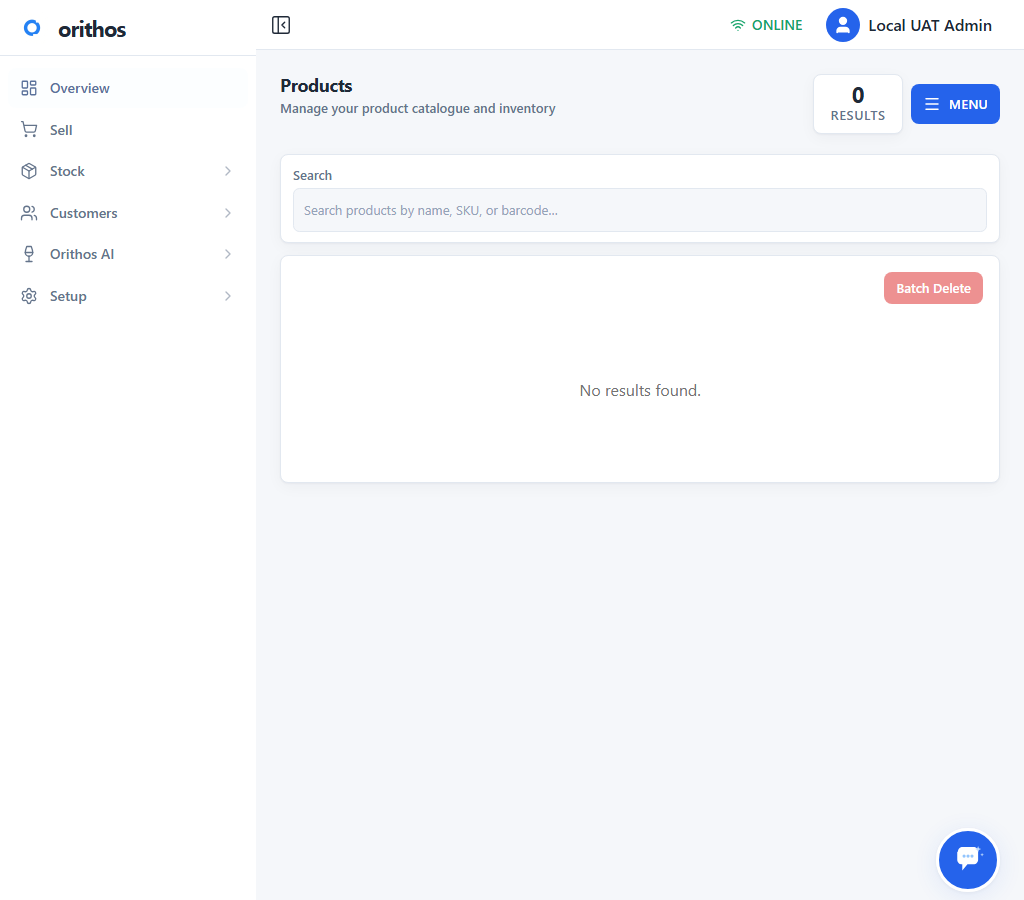 orithos
ONLINE
Local UAT Admin
Overview
Sell
Stock
Customers
Orithos AI
Setup
Products
Manage your product catalogue and inventory
0
RESULTS
MENU
Search
Search products by name, SKU, or barcode...
Batch Delete
No results found.